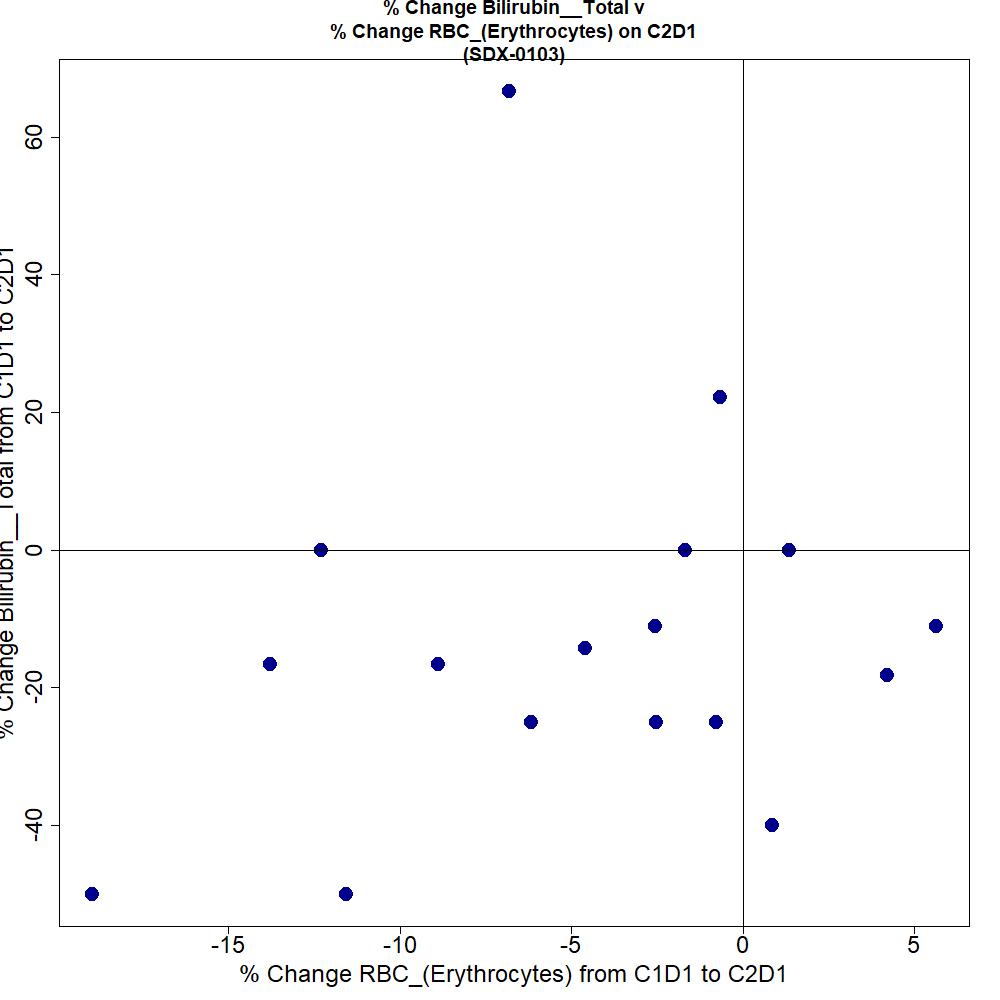 % Change Bilirubin__Total v
% Change RBC_(Erythrocytes) on C2D1
(SDX-0103)
% Change Bilirubin__Total from C1D1 to C2D1
60
40
20
0
-20
-40
-15
-10
-5
0
5
% Change RBC_(Erythrocytes) from C1D1 to C2D1